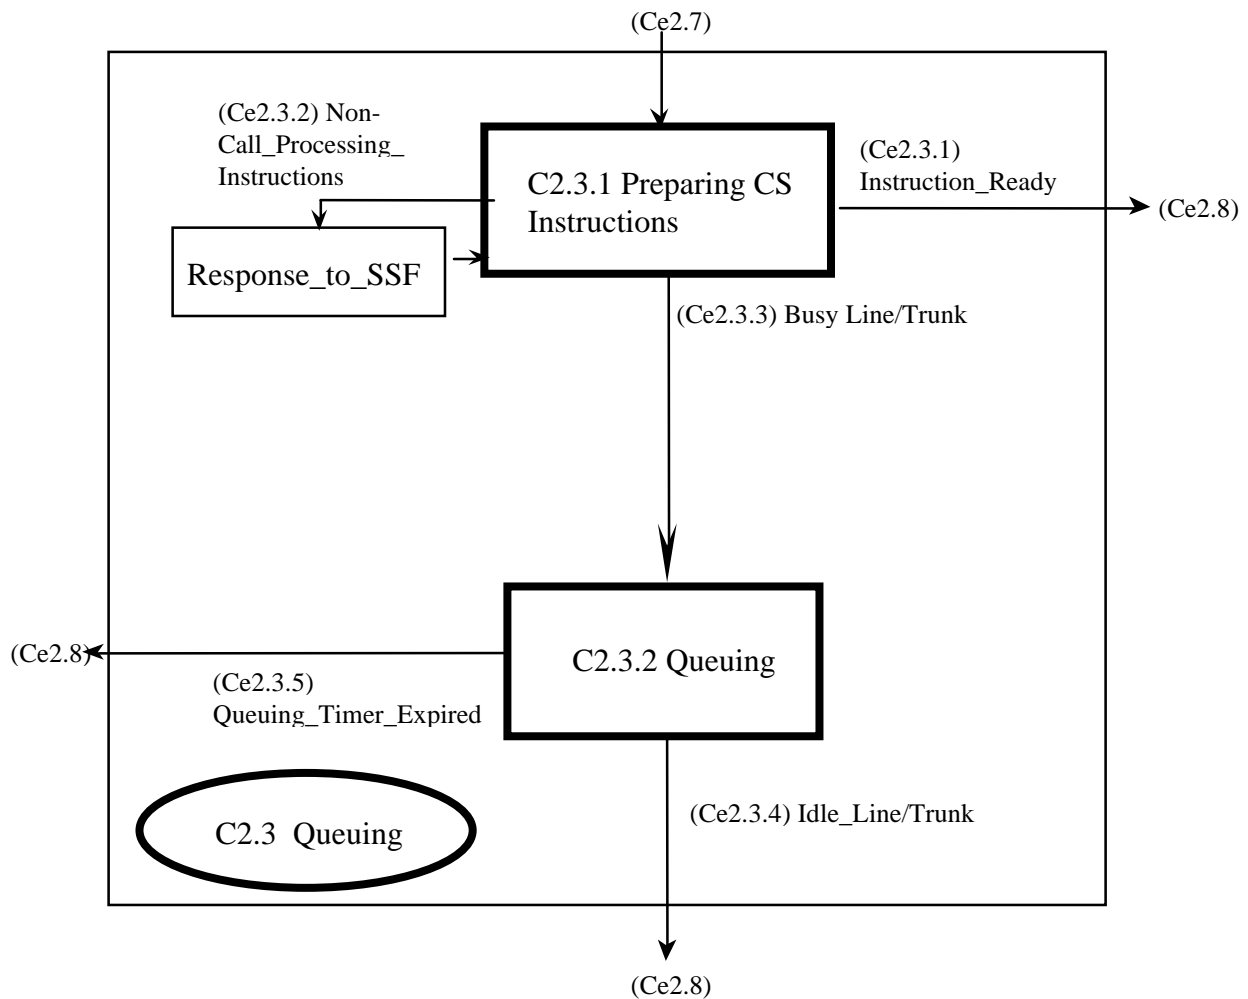 (Ce2.7)
(Ce2.3.2) Non-
Call_Processing_
Instructions
(Ce2.3.1)
Instruction_Ready
C2.3.1 Preparing CS
Instructions
(Ce2.8)
Response_to_SSF
(Ce2.3.3) Busy Line/Trunk
(Ce2.8)
C2.3.2 Queuing
(Ce2.3.5)
Queuing_Timer_Expired
(Ce2.3.4) Idle_Line/Trunk
C2.3  Queuing
(Ce2.8)